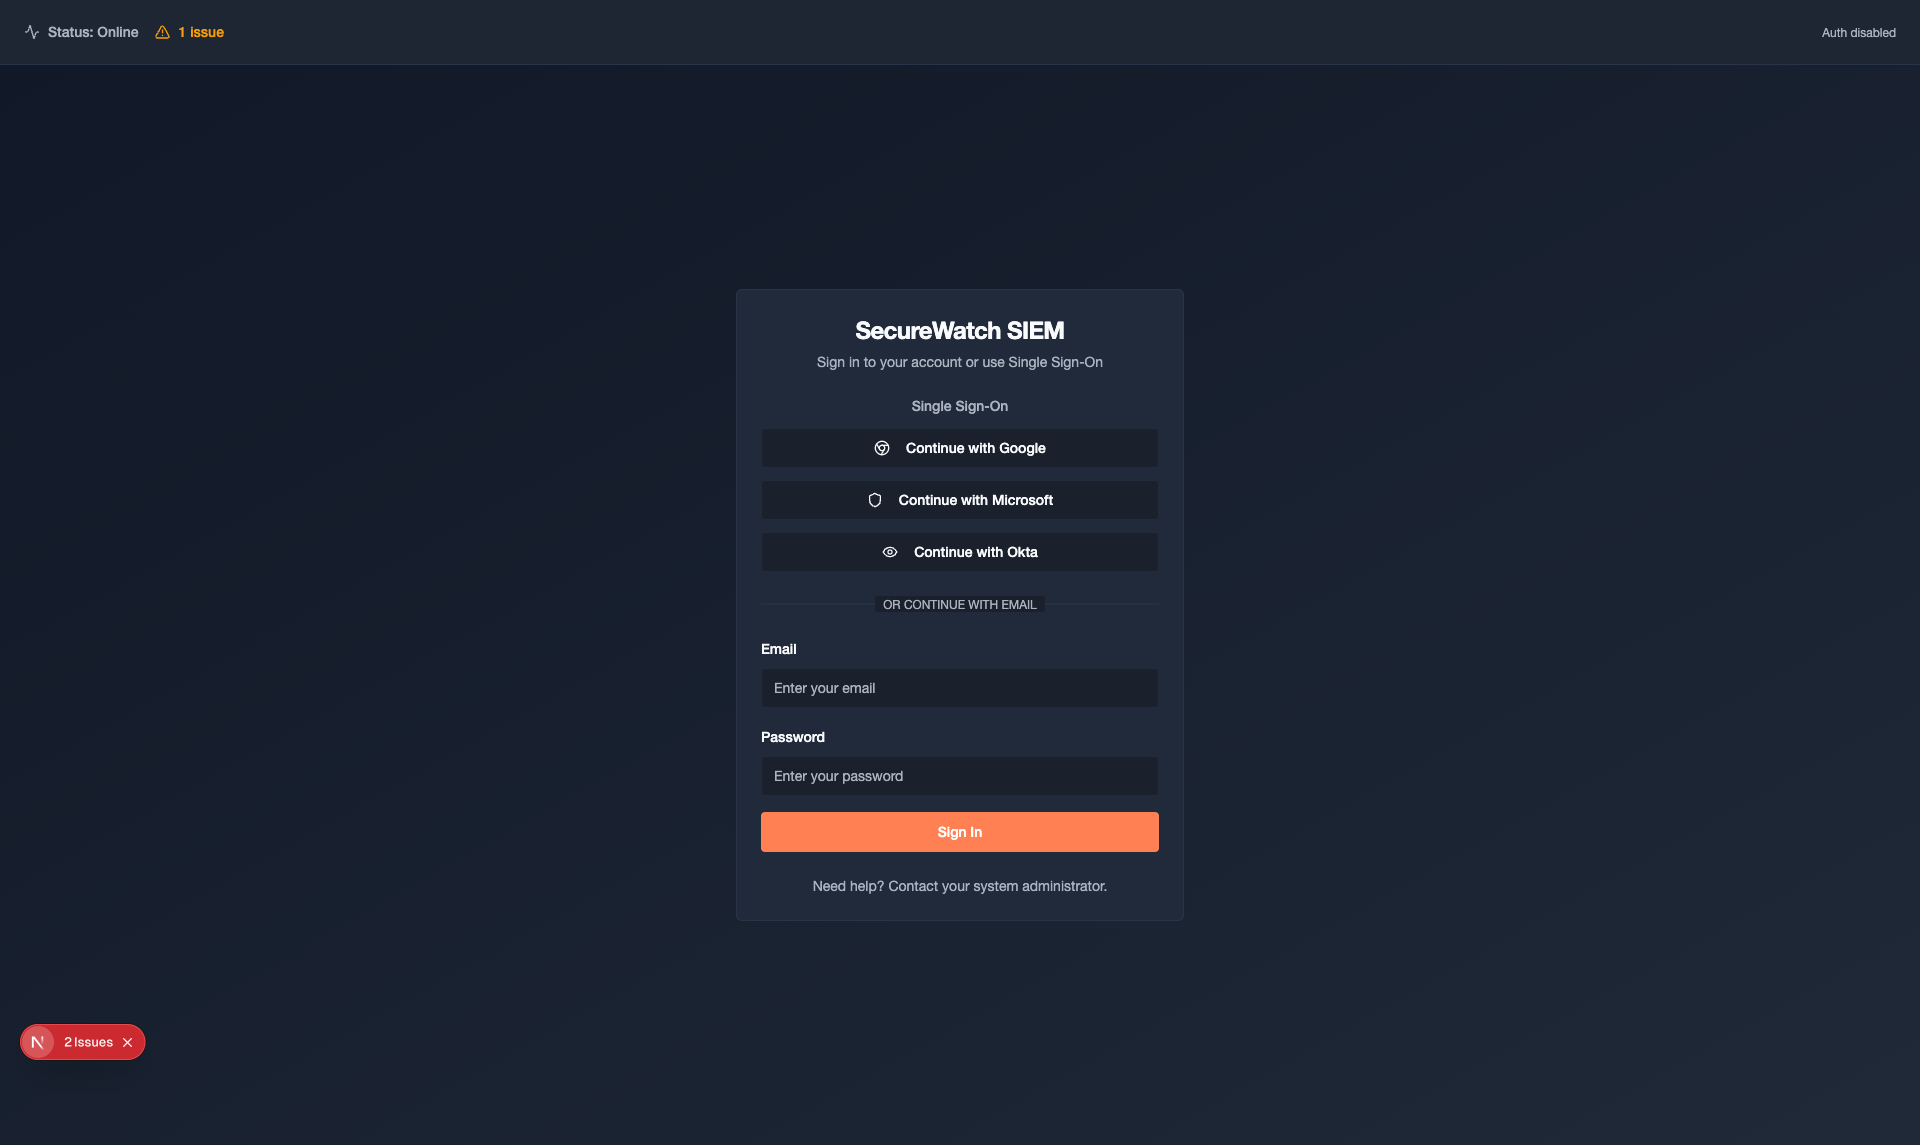 Status: Online
1 issue
Auth disabled
SecureWatch SIEM
Sign in to your account or use Single Sign-On
Single Sign-On
Continue with Google
Continue with Microsoft
Continue with Okta
OR CONTINUE WITH EMAIL
Email
Enter your email
Password
Enter your password
Sign In
Need help? Contact your system administrator.
N
2 Issues